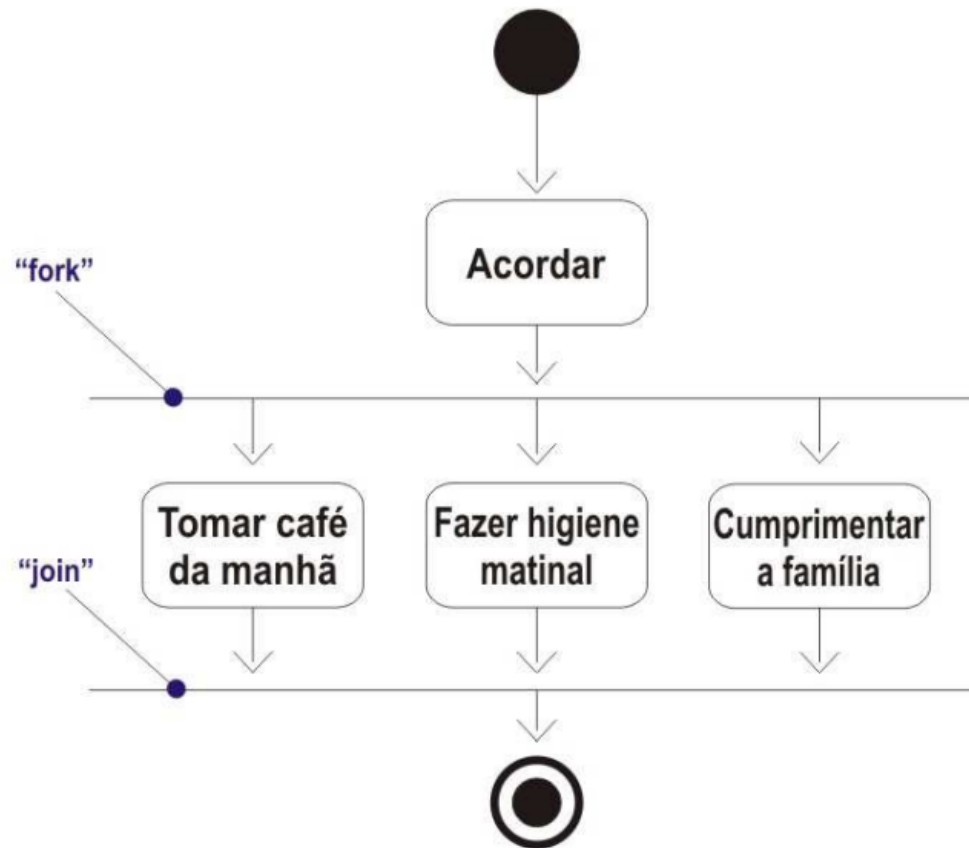 Acordar
“fork”
Tomar café
da manhã
Fazer higiene
matinal
Cumprimentar
a família
“join”